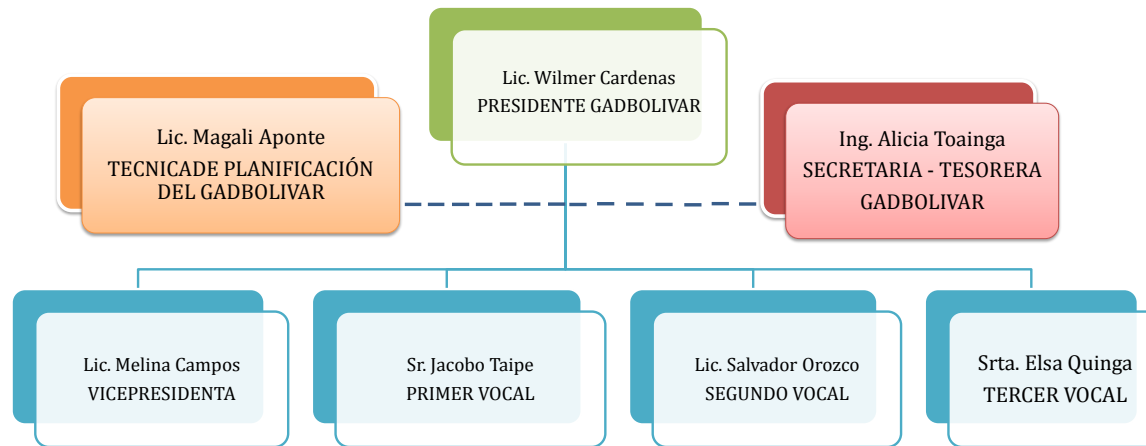 Lic. Wilmer Cardenas
PRESIDENTE GADBOLIVAR
Lic. Magali Aponte
TECNICADE PLANIFICACIÓN
DEL GADBOLIVAR
Ing. Alicia Toainga
SECRETARIA - TESORERA
GADBOLIVAR
Lic. Melina Campos
VICEPRESIDENTA
Sr. Jacobo Taipe
PRIMER VOCAL
Lic. Salvador Orozco
SEGUNDO VOCAL
Srta. Elsa Quinga
TERCER VOCAL